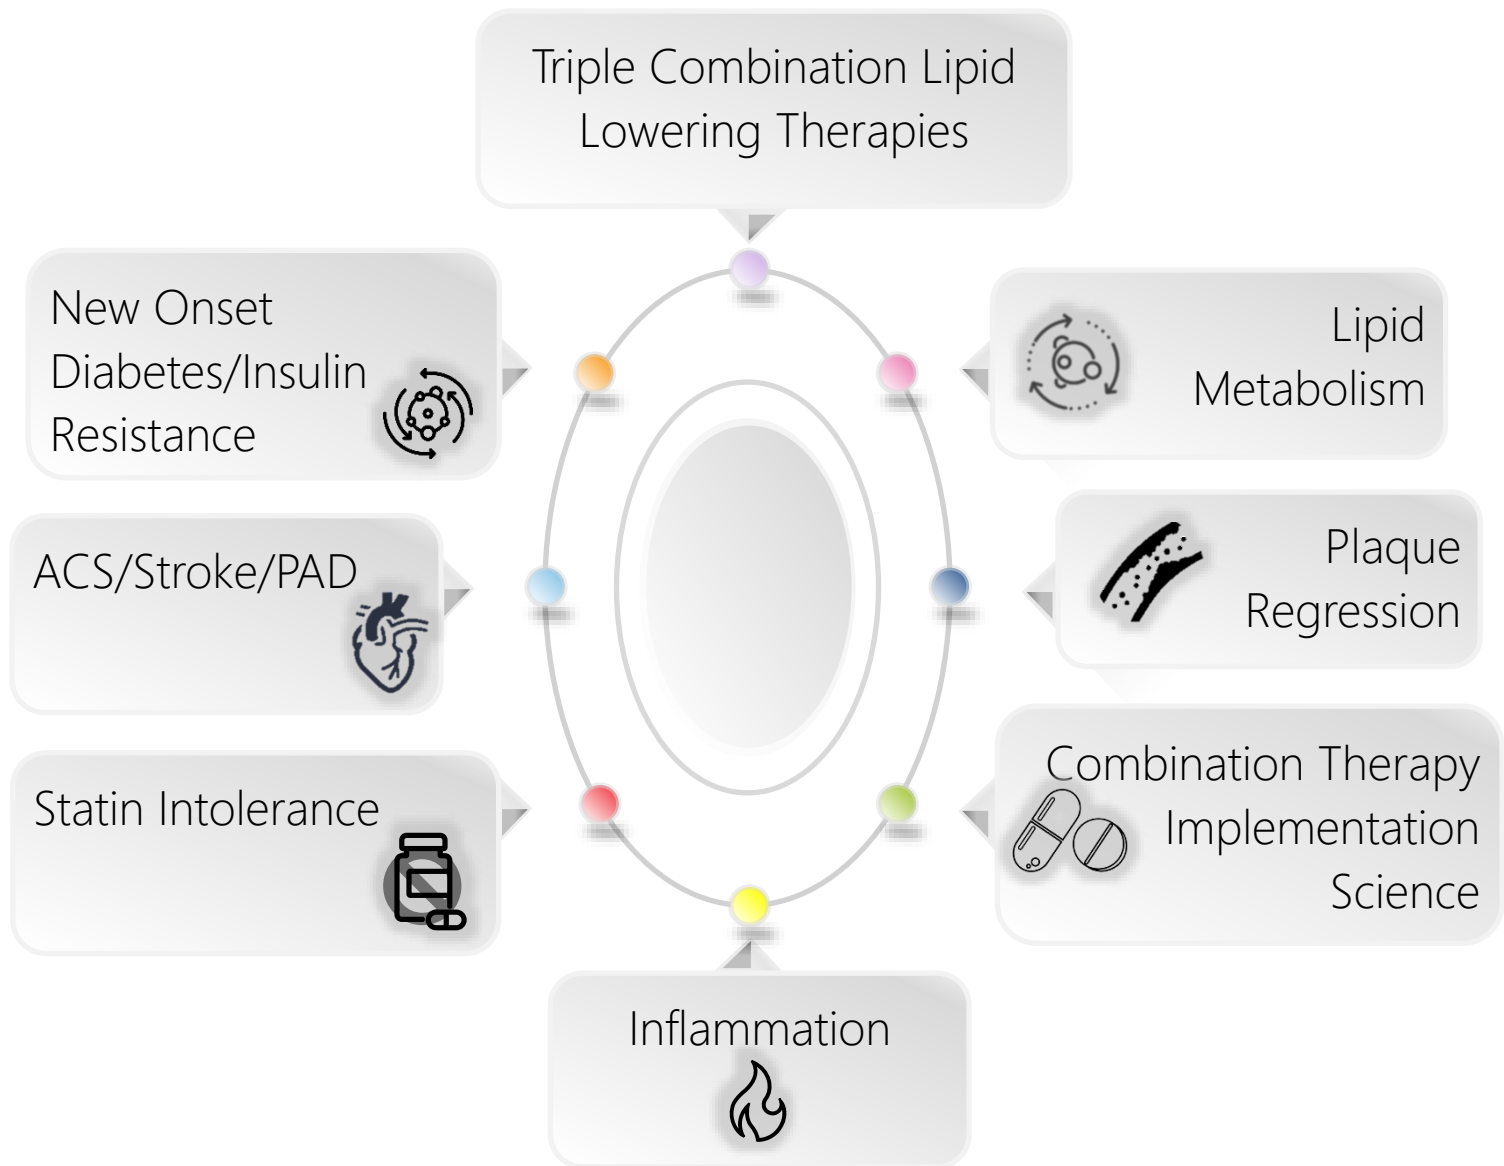 Triple Combination Lipid
Lowering Therapies
New Onset
Diabetes/Insulin
Resistance
Lipid
Metabolism
ACS/Stroke/PAD
Plaque
Regression
Statin Intolerance
Combination Therapy
Implementation
Science
Inflammation